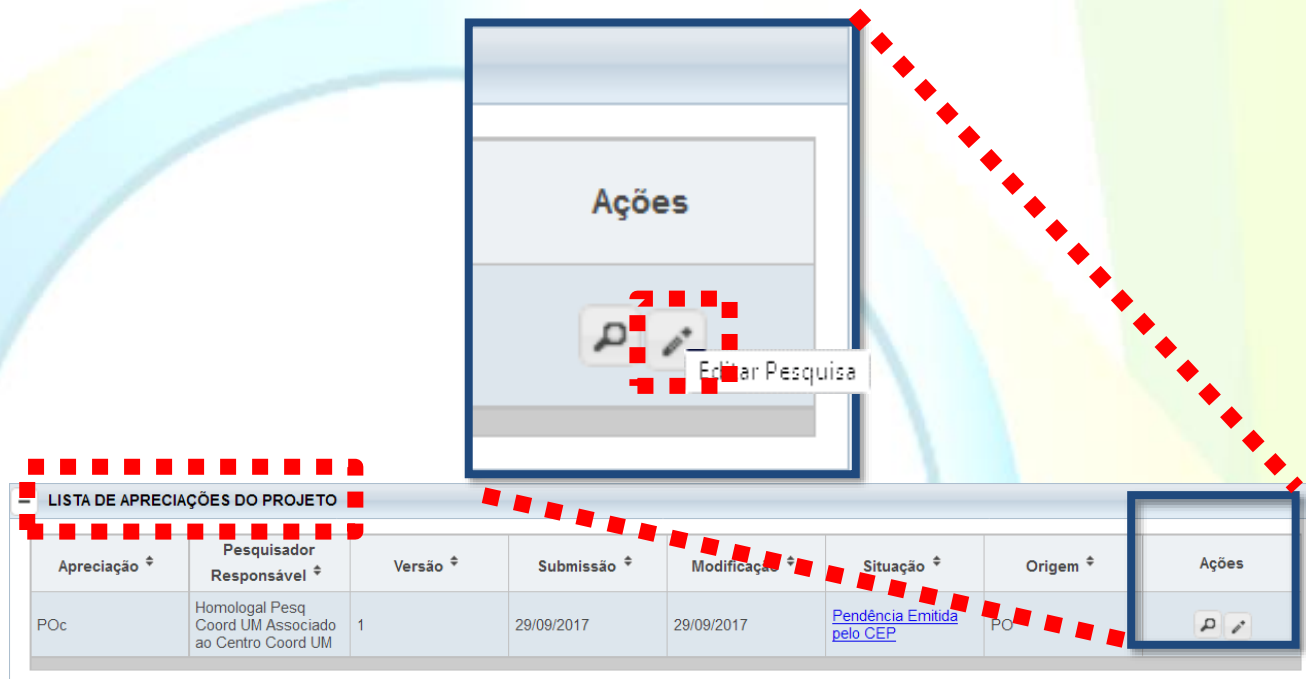 Ações
Editar Pesquisa
LISTA DE APRECIAÇÕES DO PROJETO
Apreciação
Pesquisador
Responsável
Versão
Submissão
Modificação
Situação
Origem
Ações
POc
Homologal Pesq
Coord UM Associado
ao Centro Coord UM
1
29/09/2017
29/09/2017
Pendência Emitida
pelo CEP
PO